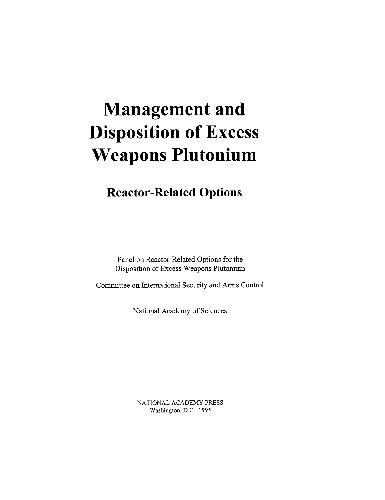 Management and
Disposition of Excess
Weapons Plutonium
Reactor-Related Options
Panel on Reactor-Related Options for the
Disposition of Excess Weapons Plutonium
Committee on International Security and Arms Control
National Academy of Sciences
NATIONAL ACADEMY PRESS
Washington, D.C. 1995